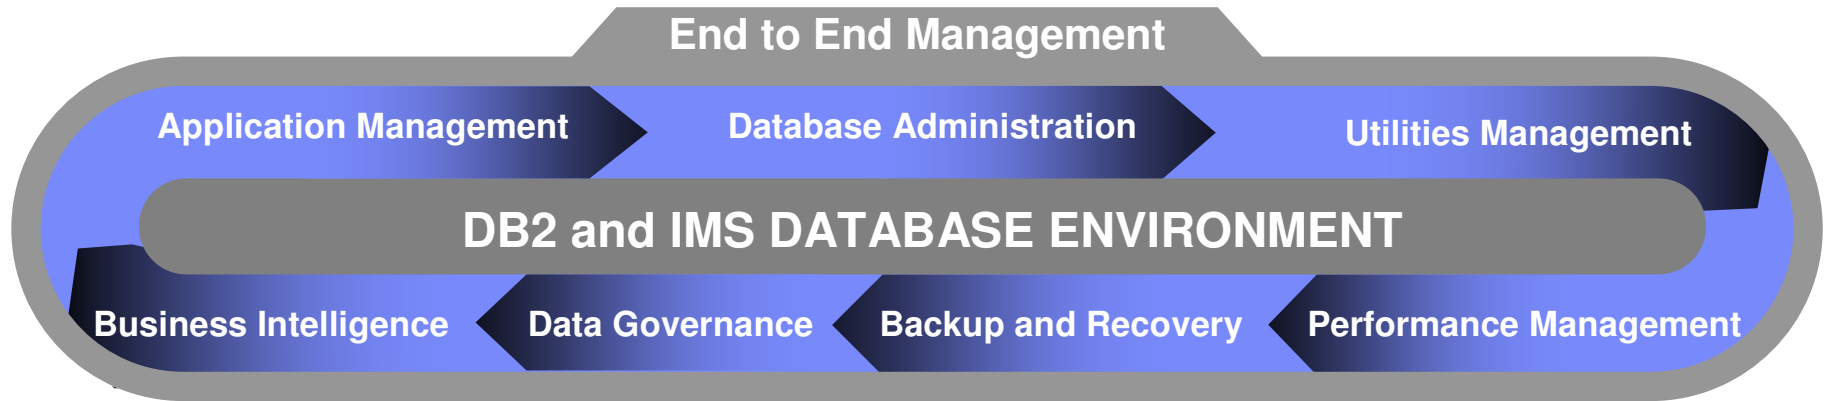 End to End Management
Application Management
Database Administration
Utilities Management
DB2 and IMS DATABASE ENVIRONMENT
Business Intelligence
Data Governance
Backup and Recovery
Performance Management